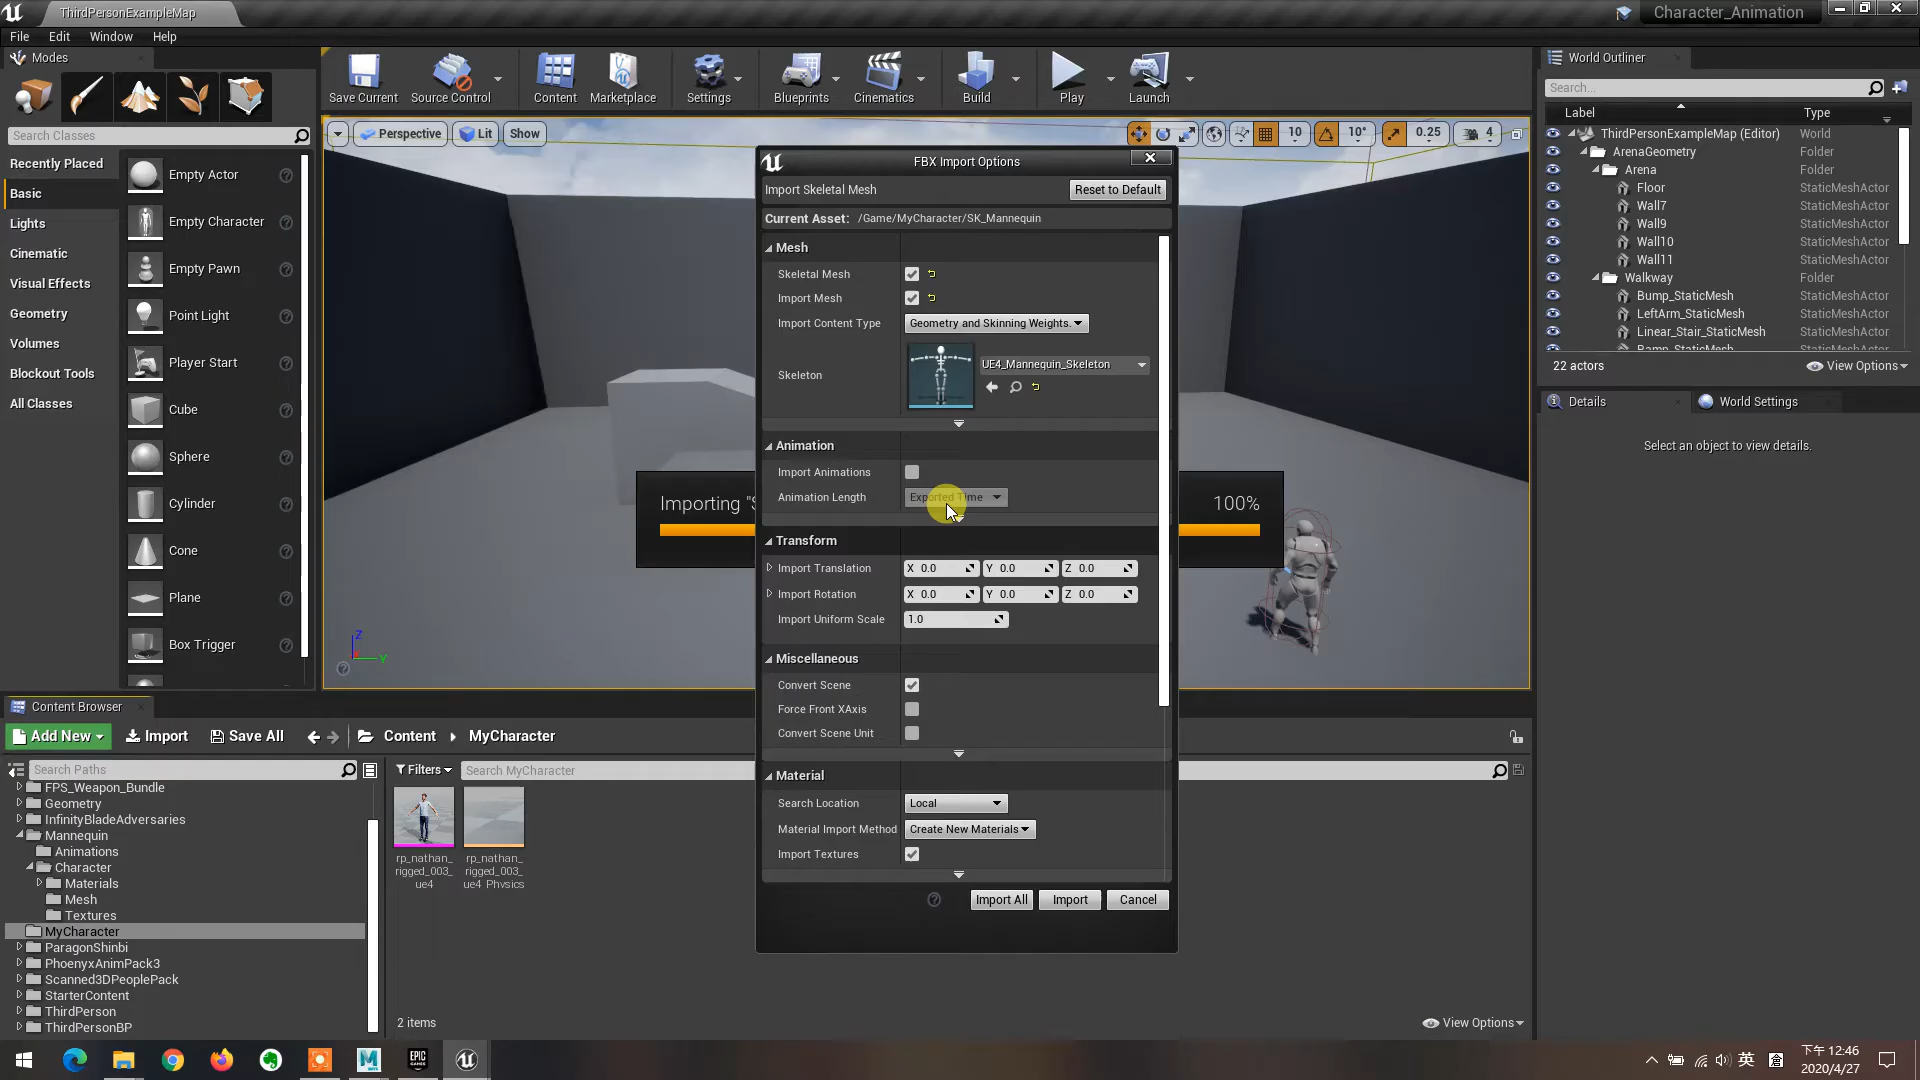 ThirdPersonExampleMap
Character_Animation
File Edit Window Help
Modes
Search Classes
Recently Placed
Basic
Lights
Cinematic
Visual Effects
Geometry
Volumes
Blockout Tools
All Classes
Empty Actor
Empty Character
Empty Pawn
Point Light
Player Start
Cube
Sphere
Cylinder
Cone
Plane
Box Trigger
Save Current
Source Control
Content
Marketplace
Settings
Blueprints
Cinematics
Build
Play
Launch
Perspective Lit Show
10 10° 0.25 4
Z
Y
Importing "S
100%
FBX Import Options
Import Skeletal Mesh
Reset to Default
Current Asset: /Game/MyCharacter/SK_Mannequin
Mesh
Skeletal Mesh
Import Mesh
Import Content Type Geometry and Skinning Weights.
Skeleton UE4_Mannequin_Skeleton
Animation
Import Animations
Animation Length Exported Time
Transform
Import Translation X 0.0 Y 0.0 Z 0.0
Import Rotation X 0.0 Y 0.0 Z 0.0
Import Uniform Scale 1.0
Miscellaneous
Convert Scene
Force Front XAxis
Convert Scene Unit
Material
Search Location Local
Material Import Method Create New Materials
Import Textures
Import All Import Cancel
World Outliner
Search...
Label Type
ThirdPersonExampleMap (Editor) World
ArenaGeometry Folder
Arena Folder
Floor StaticMeshActor
Wall7 StaticMeshActor
Wall9 StaticMeshActor
Wall10 StaticMeshActor
Wall11 StaticMeshActor
Walkway Folder
Bump_StaticMesh StaticMeshActor
LeftArm_StaticMesh StaticMeshActor
Linear_Stair_StaticMesh StaticMeshActor
Ramp_StaticMesh StaticMeshActor
22 actors View Options
Details World Settings
Select an object to view details.
Content Browser
Add New Import Save All Content MyCharacter
Search Paths
Filters
Search MyCharacter
FPS_Weapon_Bundle
Geometry
InfinityBladeAdversaries
Mannequin
Animations
Character
Materials
Mesh
Textures
MyCharacter
ParagonShinbi
PhoenyxAnimPack3
Scanned3DPeoplePack
StarterContent
ThirdPerson
ThirdPersonBP
rp_nathan_
rigged_003_
ue4
rp_nathan_
rigged_003_
ue4_Physics
2 items
View Options
EPIC
GAMES
英
下午 12:46
2020/4/27